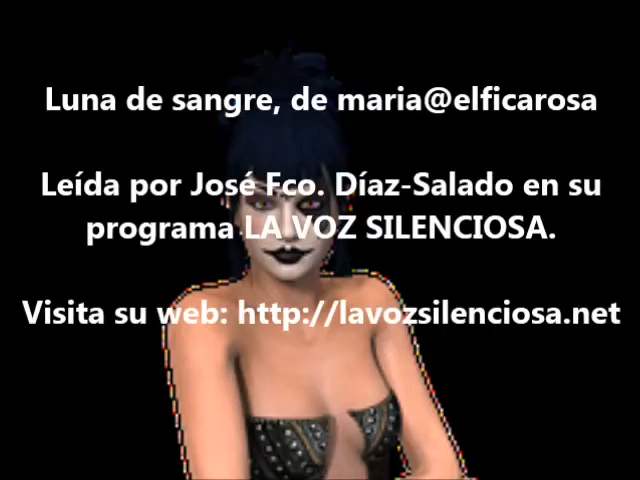 Luna de sangre, de maria@elficarosa
Leída por José Fco. Díaz-Salado en su
programa LA VOZ SILENCIOSA.
Visita su web: http://lavozsilenciosa.net